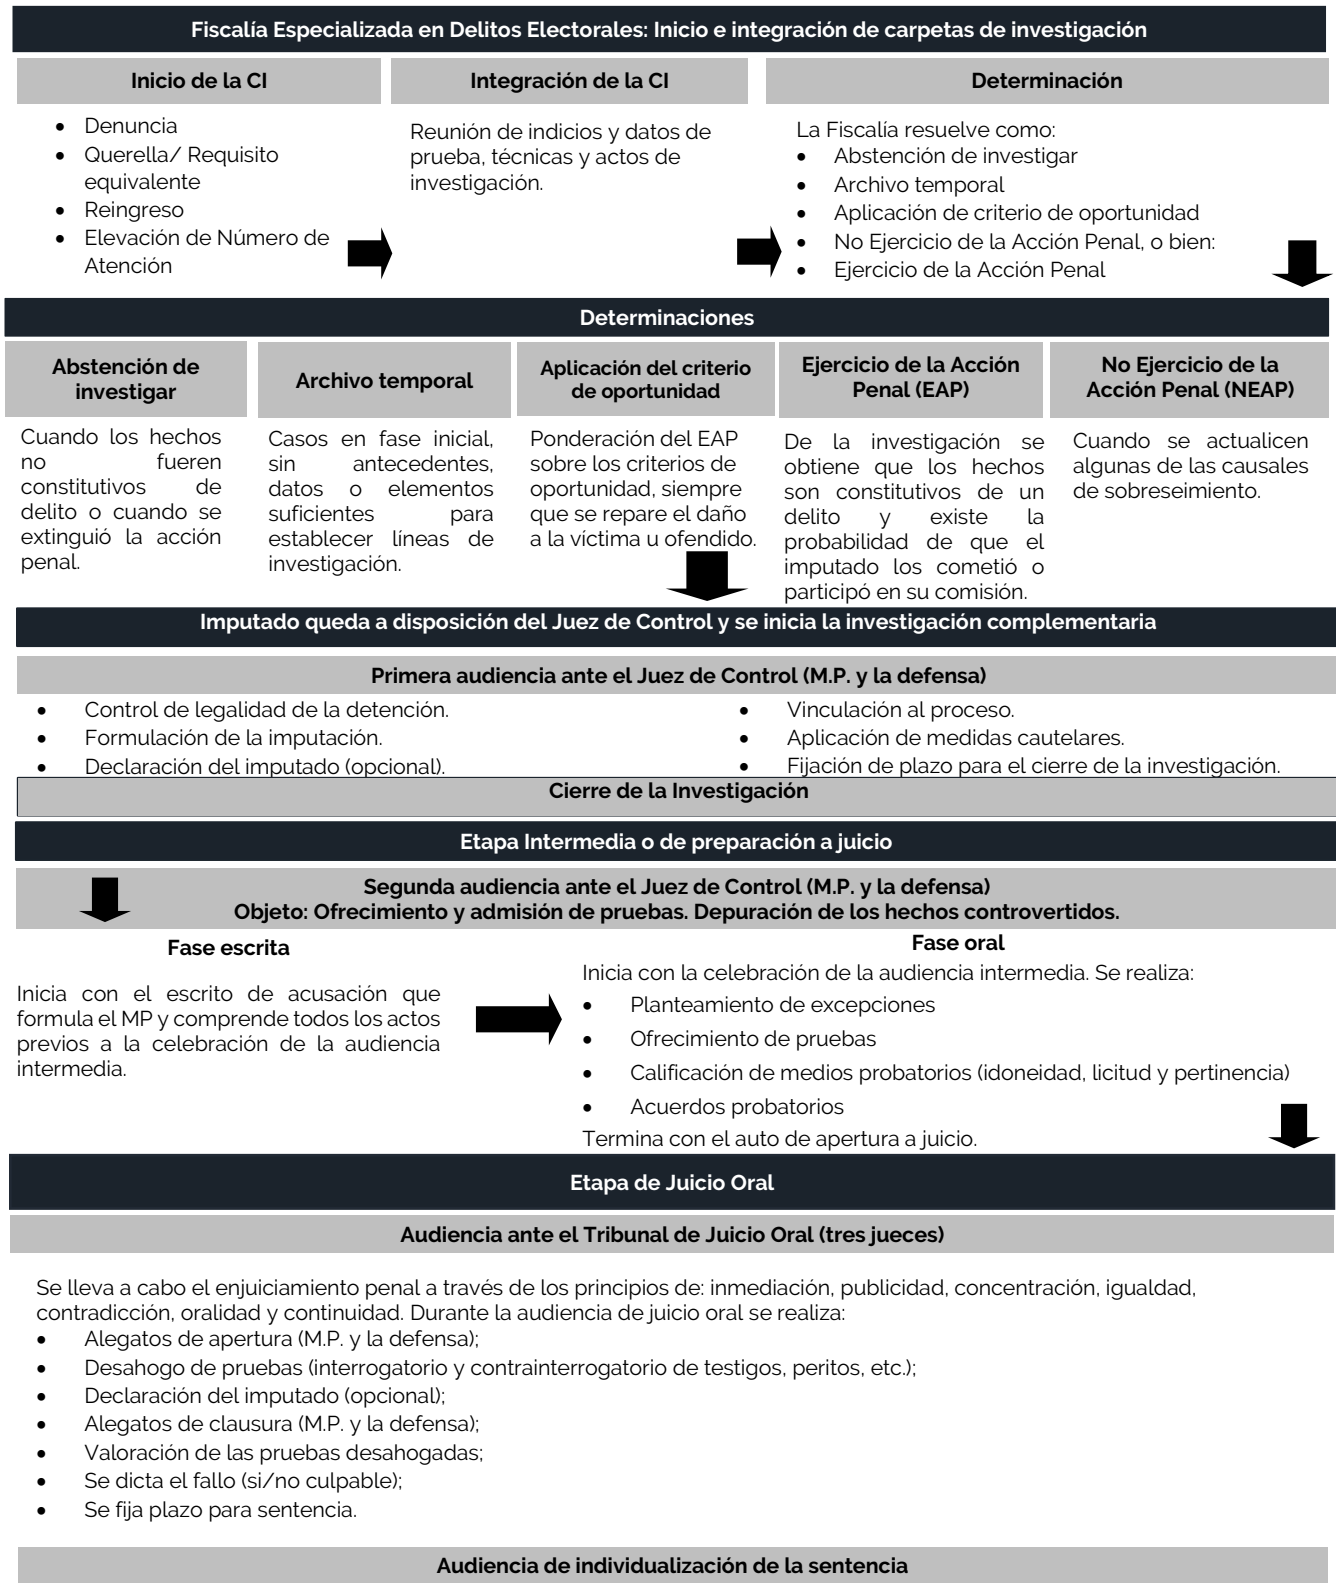 Fiscalía Especializada en Delitos Electorales: Inicio e integración de carpetas de investigación
Inicio de la CI
• Denuncia
• Querella/ Requisito
equivalente
• Reingreso
• Elevación de Número de
Atención
Integración de la CI
Reunión de indicios y datos de
prueba, técnicas y actos de
investigación.
Determinación
La Fiscalía resuelve como:
• Abstención de investigar
• Archivo temporal
• Aplicación de criterio de oportunidad
• No Ejercicio de la Acción Penal, o bien:
• Ejercicio de la Acción Penal
Determinaciones
Abstención de
investigar
Cuando los hechos
no fueren
constitutivos de
delito o cuando se
extinguió la acción
penal.
Archivo temporal
Casos en fase inicial,
sin antecedentes,
datos o elementos
suficientes para
establecer líneas de
investigación.
Aplicación del criterio
de oportunidad
Ponderación del EAP
sobre los criterios de
oportunidad, siempre
que se repare el daño
a la víctima u ofendido.
Ejercicio de la Acción
Penal (EAP)
De la investigación se
obtiene que los hechos
son constitutivos de un
delito y existe la
probabilidad de que el
imputado los cometió o
participó en su comisión.
No Ejercicio de la
Acción Penal (NEAP)
Cuando se actualicen
algunas de las causales
de sobreseimiento.
Imputado queda a disposición del Juez de Control y se inicia la investigación complementaria
Primera audiencia ante el Juez de Control (M.P. y la defensa)
• Control de legalidad de la detención.
• Formulación de la imputación.
• Declaración del imputado (opcional).
• Vinculación al proceso.
• Aplicación de medidas cautelares.
• Fijación de plazo para el cierre de la investigación.
Cierre de la Investigación
Etapa Intermedia o de preparación a juicio
Segunda audiencia ante el Juez de Control (M.P. y la defensa)
Objeto: Ofrecimiento y admisión de pruebas. Depuración de los hechos controvertidos.
Fase escrita
Inicia con el escrito de acusación que
formula el MP y comprende todos los actos
previos a la celebración de la audiencia
intermedia.
Fase oral
Inicia con la celebración de la audiencia intermedia. Se realiza:
• Planteamiento de excepciones
• Ofrecimiento de pruebas
• Calificación de medios probatorios (idoneidad, licitud y pertinencia)
• Acuerdos probatorios
Termina con el auto de apertura a juicio.
Etapa de Juicio Oral
Audiencia ante el Tribunal de Juicio Oral (tres jueces)
Se lleva a cabo el enjuiciamiento penal a través de los principios de: inmediación, publicidad, concentración, igualdad,
contradicción, oralidad y continuidad. Durante la audiencia de juicio oral se realiza:
• Alegatos de apertura (M.P. y la defensa);
• Desahogo de pruebas (interrogatorio y contrainterrogatorio de testigos, peritos, etc.);
• Declaración del imputado (opcional);
• Alegatos de clausura (M.P. y la defensa);
• Valoración de las pruebas desahogadas;
• Se dicta el fallo (si/no culpable);
• Se fija plazo para sentencia.
Audiencia de individualización de la sentencia